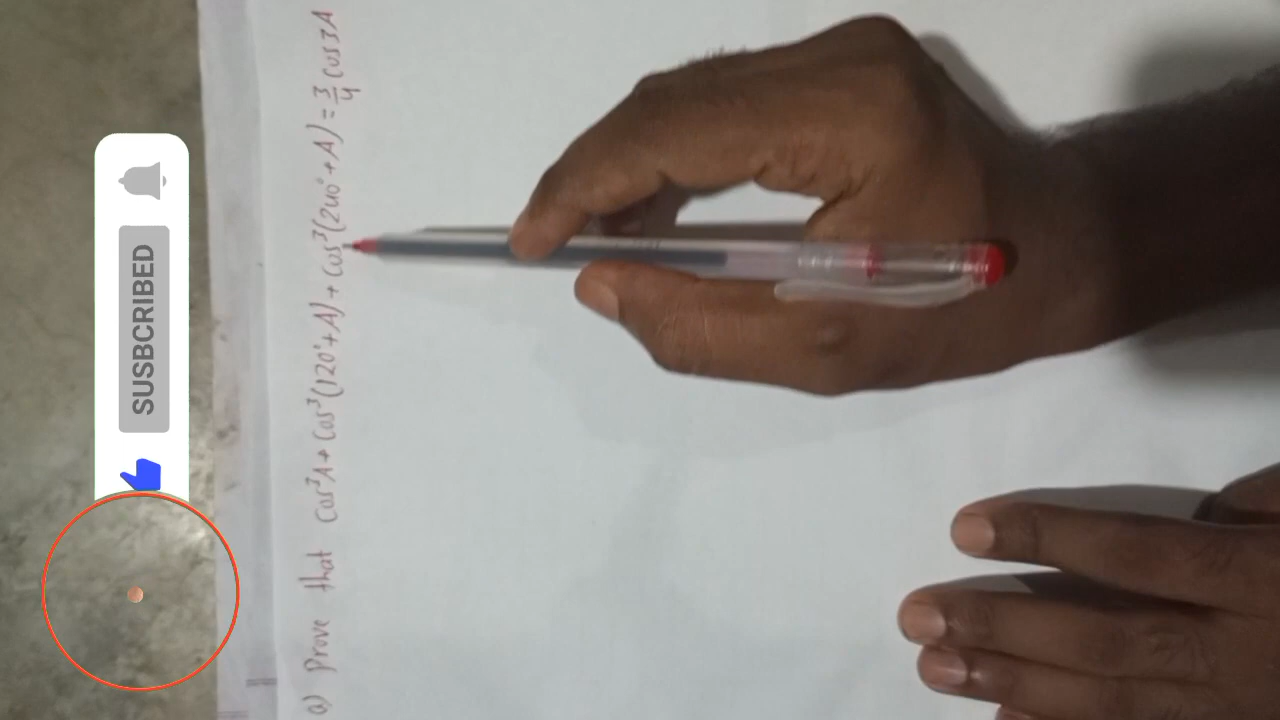 a) Prove that Cos³A + Cos³(120° + A) + Cos³(240° + A) = 3/4 Cos3A
SUSBCRIBED